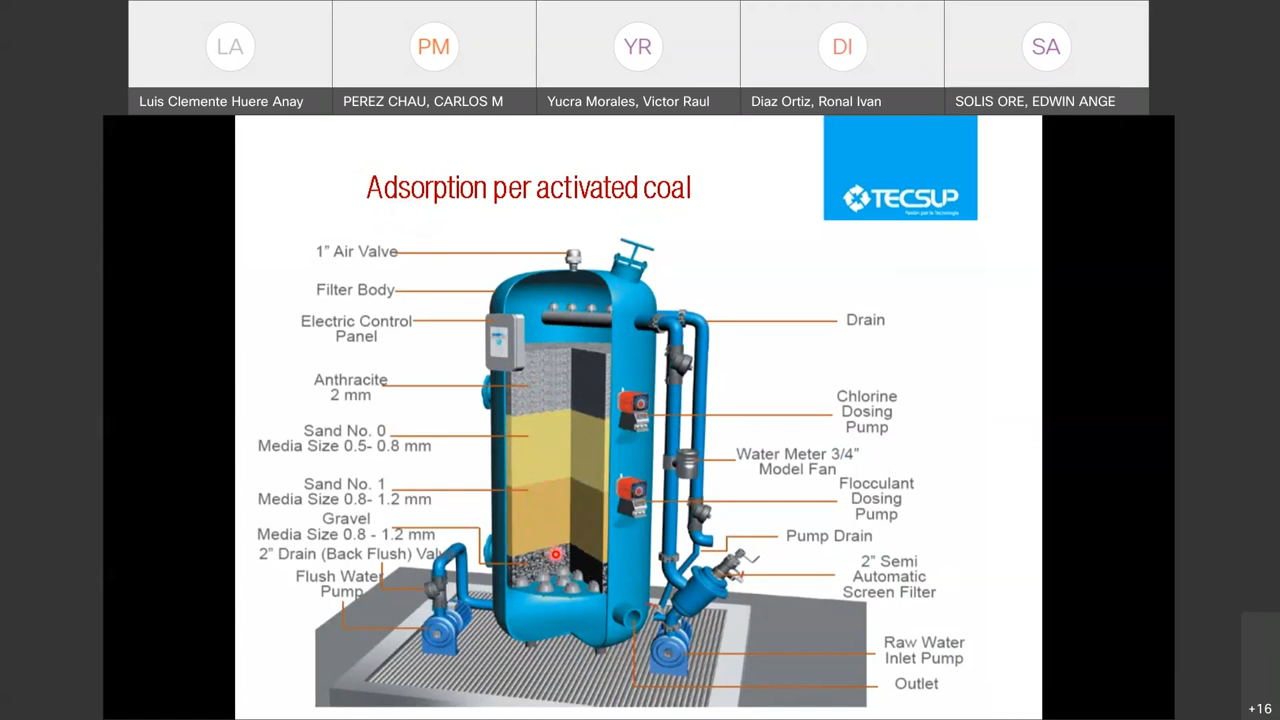 LA
PM
YR
DI
SA
Luis Clemente Huere Anay
PEREZ CHAU, CARLOS M
Yucra Morales, Victor Raul
Diaz Ortiz, Ronal Ivan
SOLIS ORE, EDWIN ANGE
TECSUP
Pasión por la Tecnología
Adsorption per activated coal
1" Air Valve
Filter Body
Electric Control
Panel
Anthracite
2 mm
Sand No. 0
Media Size 0.5- 0.8 mm
Sand No. 1
Media Size 0.8- 1.2 mm
Gravel
Media Size 0.8 - 1.2 mm
2" Drain (Back Flush) Valv
Flush Water
Pump
Drain
Chlorine
Dosing
Pump
Water Meter 3/4"
Model Fan
Flocculant
Dosing
Pump
Pump Drain
2" Semi
Automatic
Screen Filter
Raw Water
Inlet Pump
Outlet
+16